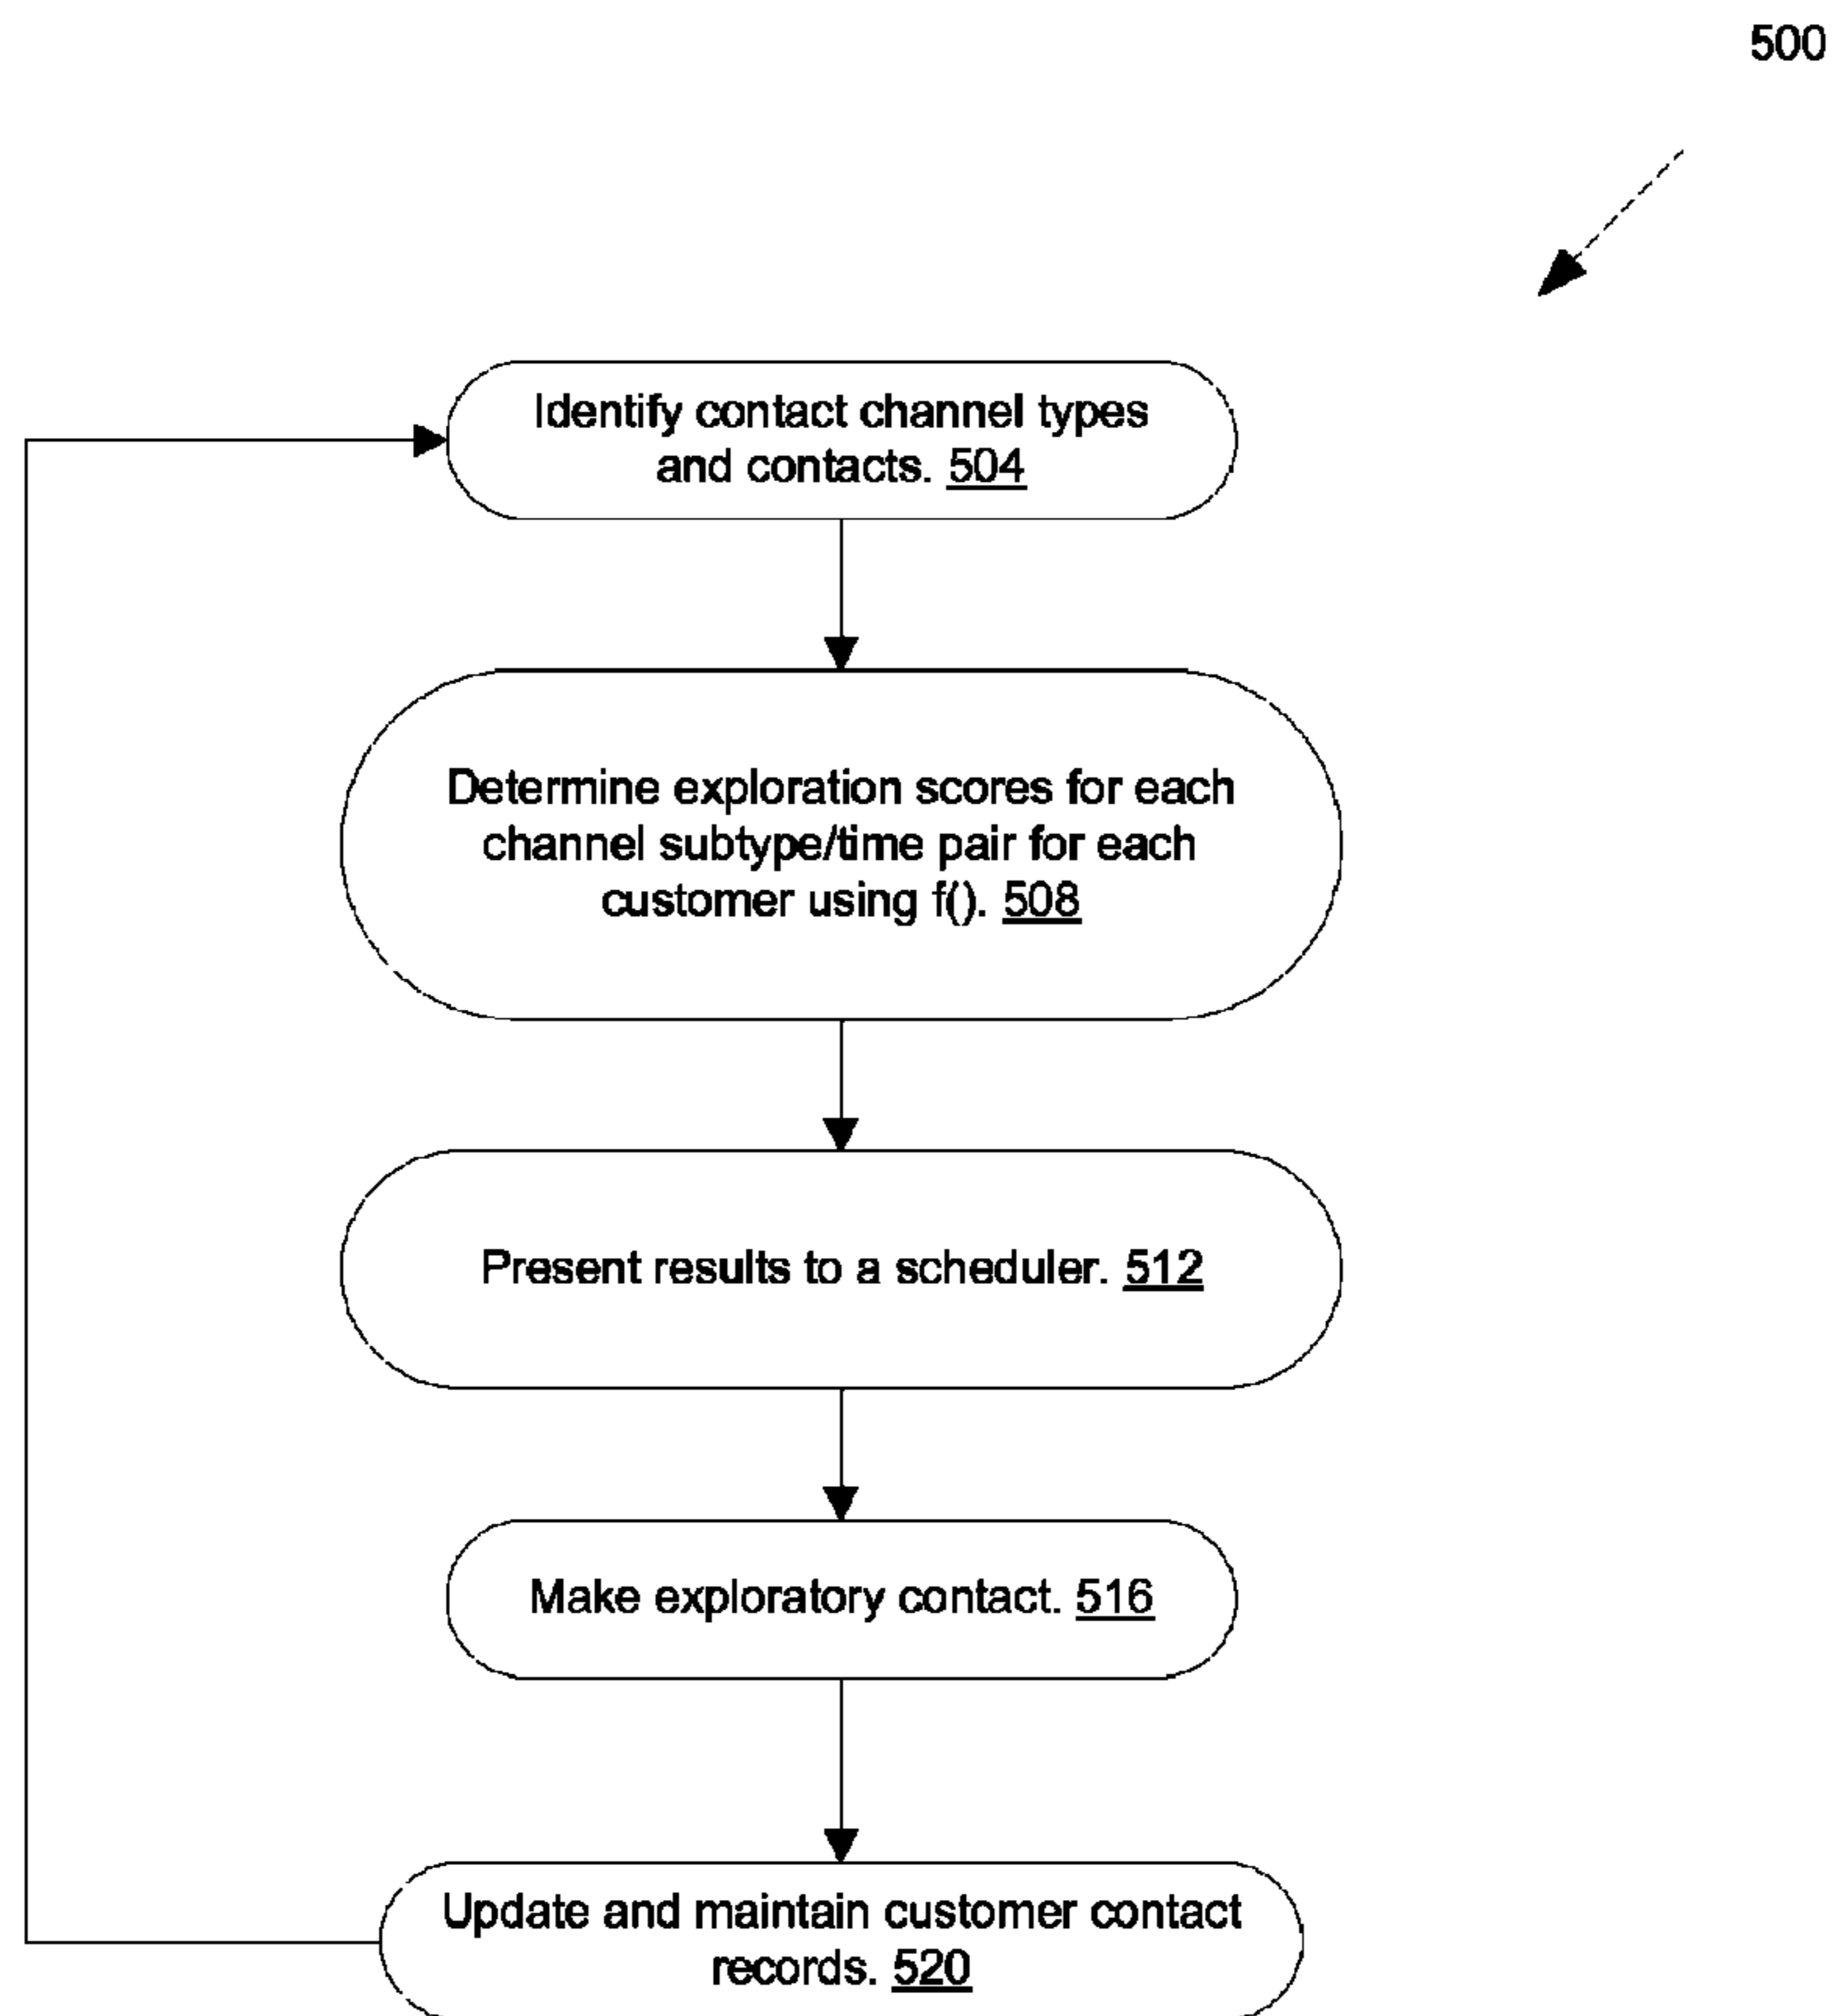 500
Identify contact channel types
and contacts. 504
Determine exploration scores for each
channel subtype/time pair for each
customer using f(). 508
Present results to a scheduler. 512
Make exploratory contact. 516
Update and maintain customer contact
records. 520